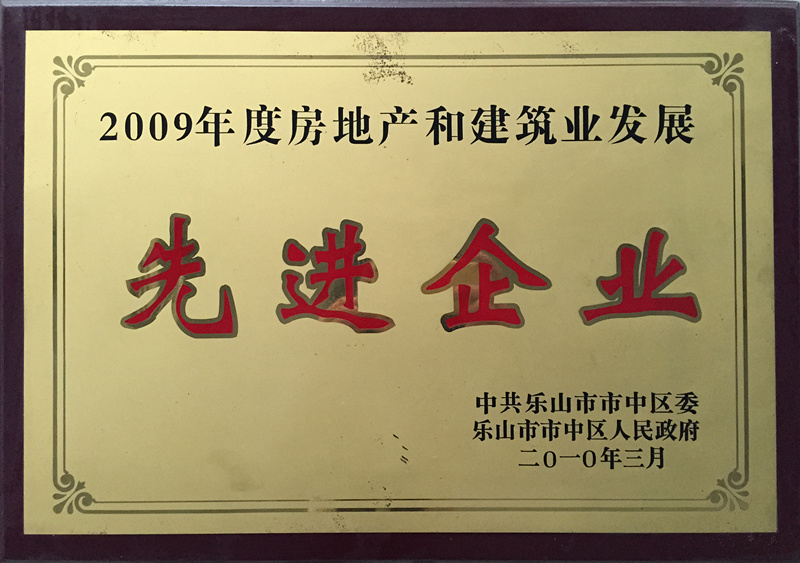 2009年度房地产和建筑业发展
先进企业
中共乐山市市中区委
乐山市市中区人民政府
二0一0年三月